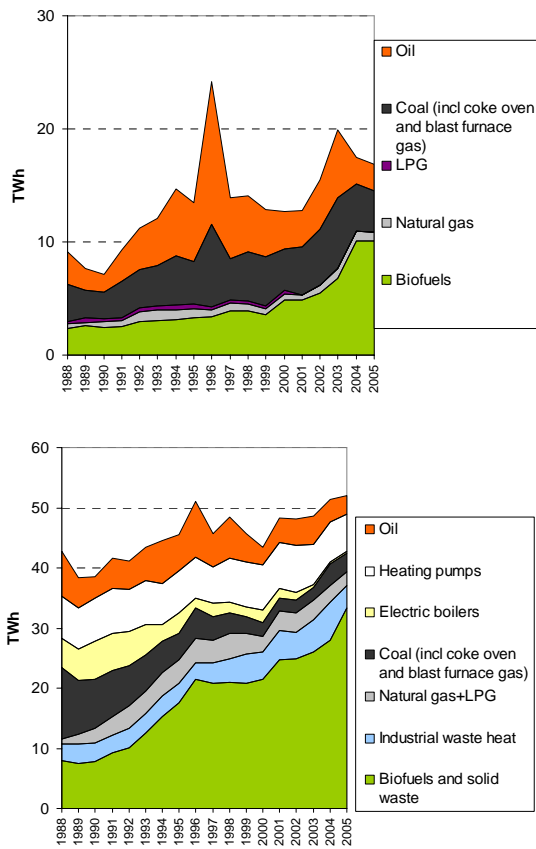 30
20
10
0
TWh
1988
1989
1990
1991
1992
1993
1994
1995
1996
1997
1998
1999
2000
2001
2002
2003
2004
2005
Oil
Coal (incl coke oven
and blast furnace
gas)
LPG
Natural gas
Biofuels
60
50
40
30
20
10
0
TWh
1988
1989
1990
1991
1992
1993
1994
1995
1996
1997
1998
1999
2000
2001
2002
2003
2004
2005
Oil
Heating pumps
Electric boilers
Coal (incl coke oven
and blast furnace gas)
Natural gas+LPG
Industrial waste heat
Biofuels and solid
waste